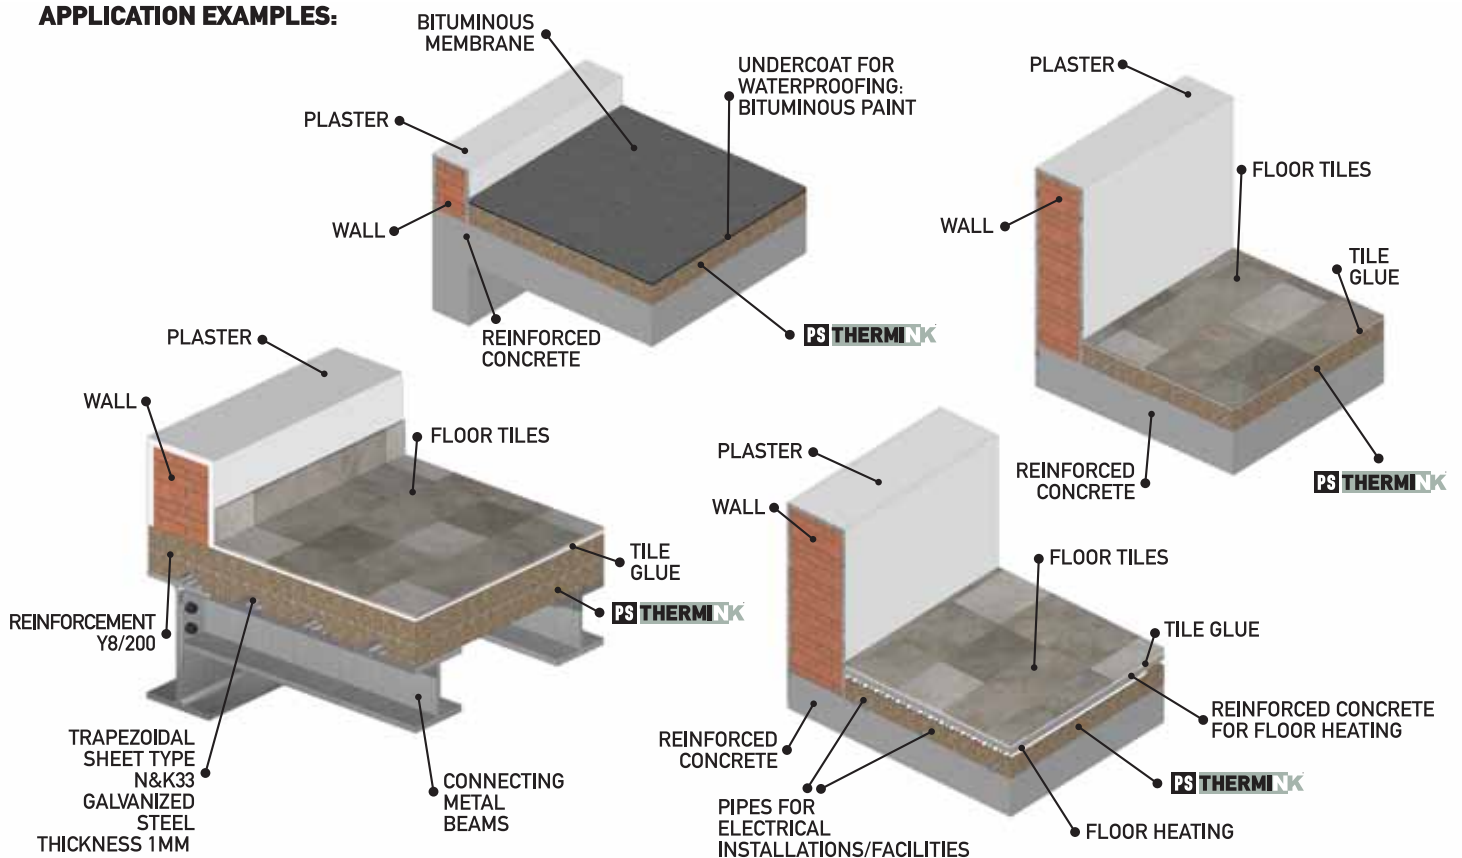 APPLICATION EXAMPLES:
BITUMINOUS
MEMBRANE
UNDERCOAT FOR
WATERPROOFING:
BITUMINOUS PAINT
PLASTER
WALL
REINFORCED
CONCRETE
PS THERMINK
PLASTER
FLOOR TILES
WALL
TILE
GLUE
REINFORCED
CONCRETE
PS THERMINK
PLASTER
WALL
FLOOR TILES
TILE
GLUE
PS THERMINK
REINFORCEMENT
Y8/200
TRAPEZOIDAL
SHEET TYPE
N&K33
GALVANIZED
STEEL
THICKNESS 1MM
CONNECTING
METAL
BEAMS
PLASTER
WALL
FLOOR TILES
TILE GLUE
REINFORCED CONCRETE
FOR FLOOR HEATING
REINFORCED
CONCRETE
PS THERMINK
PIPES FOR
ELECTRICAL
INSTALLATIONS/FACILITIES
FLOOR HEATING